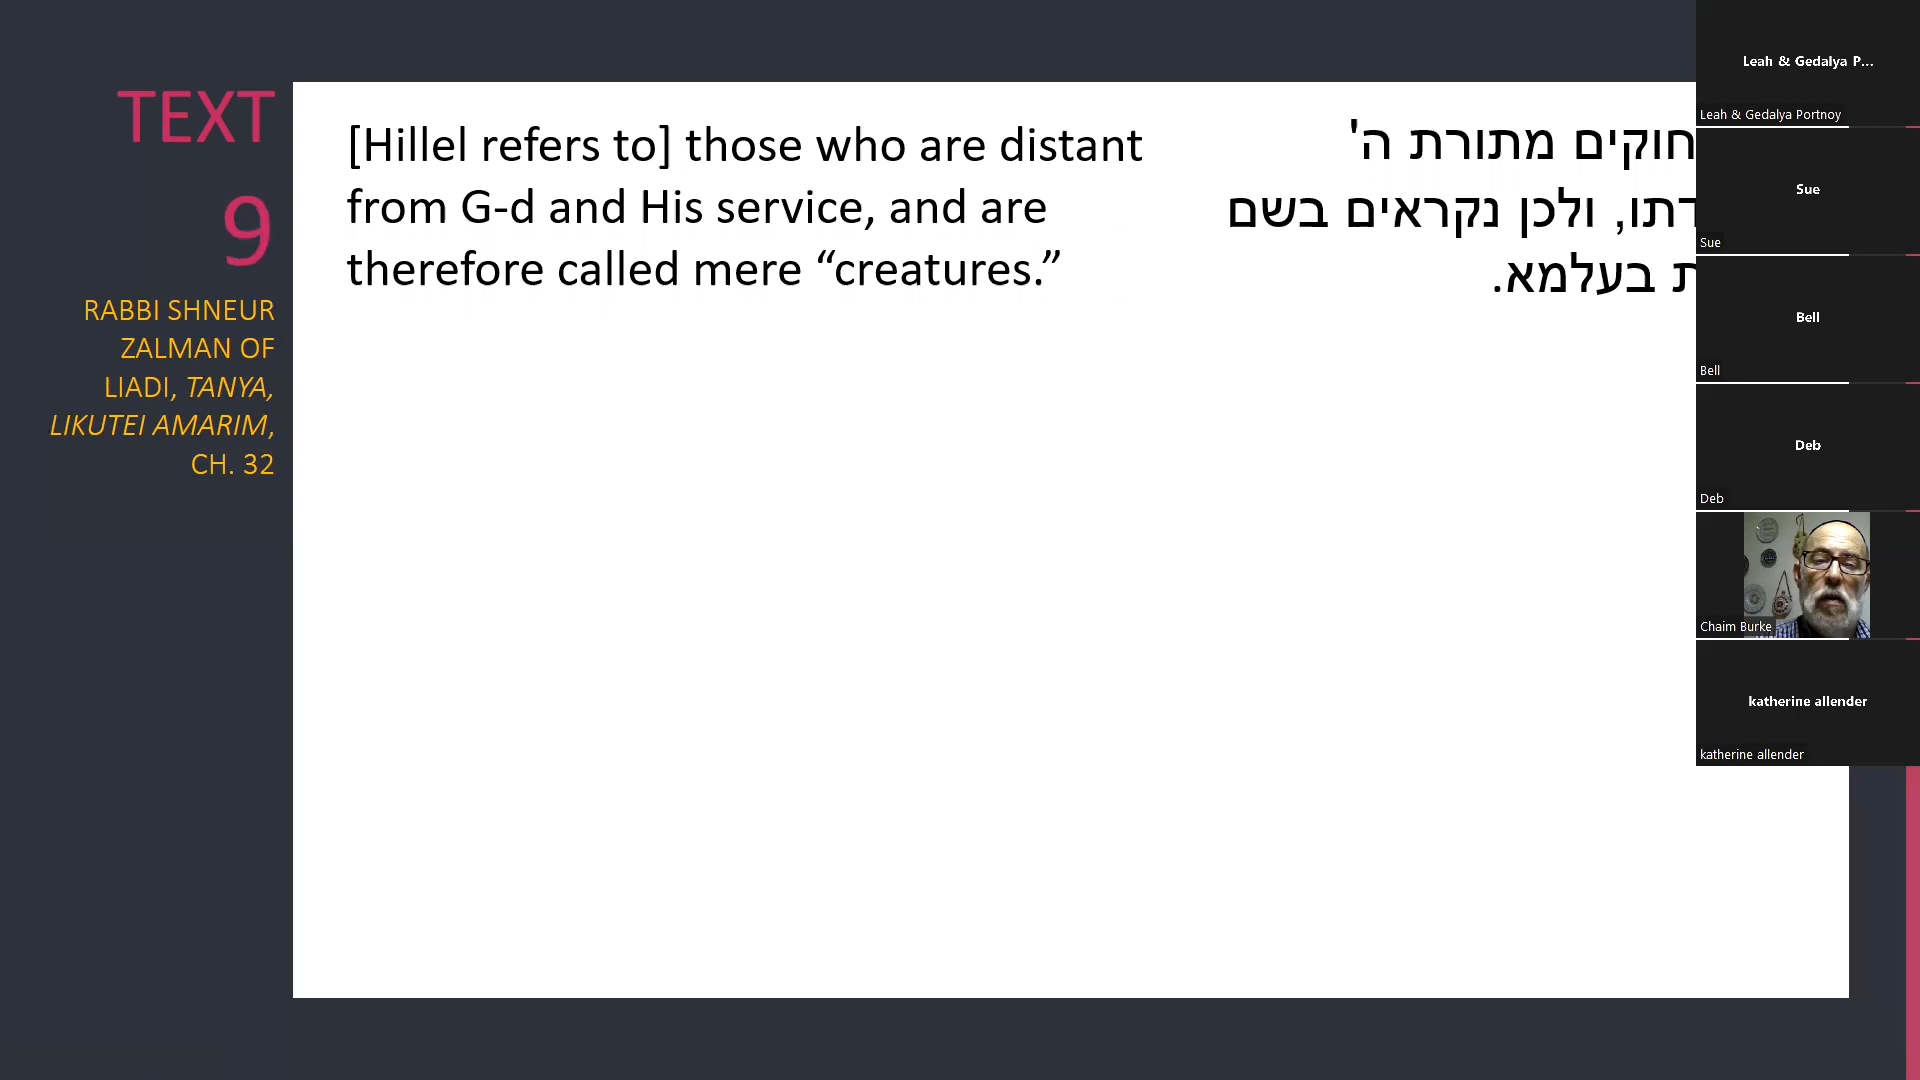 TEXT
9
RABBI SHNEUR
ZALMAN OF
LIADI, TANYA,
LIKUTEI AMARIM,
CH. 32
[Hillel refers to] those who are distant
from G-d and His service, and are
therefore called mere “creatures.”
מתורת ה'
ולכן נקראים בשם
בעלמא.
Leah & Gedalya P...
Leah & Gedalya Portnoy
Sue
Sue
Bell
Bell
Deb
Deb
Chaim Burke
katherine allender
katherine allender